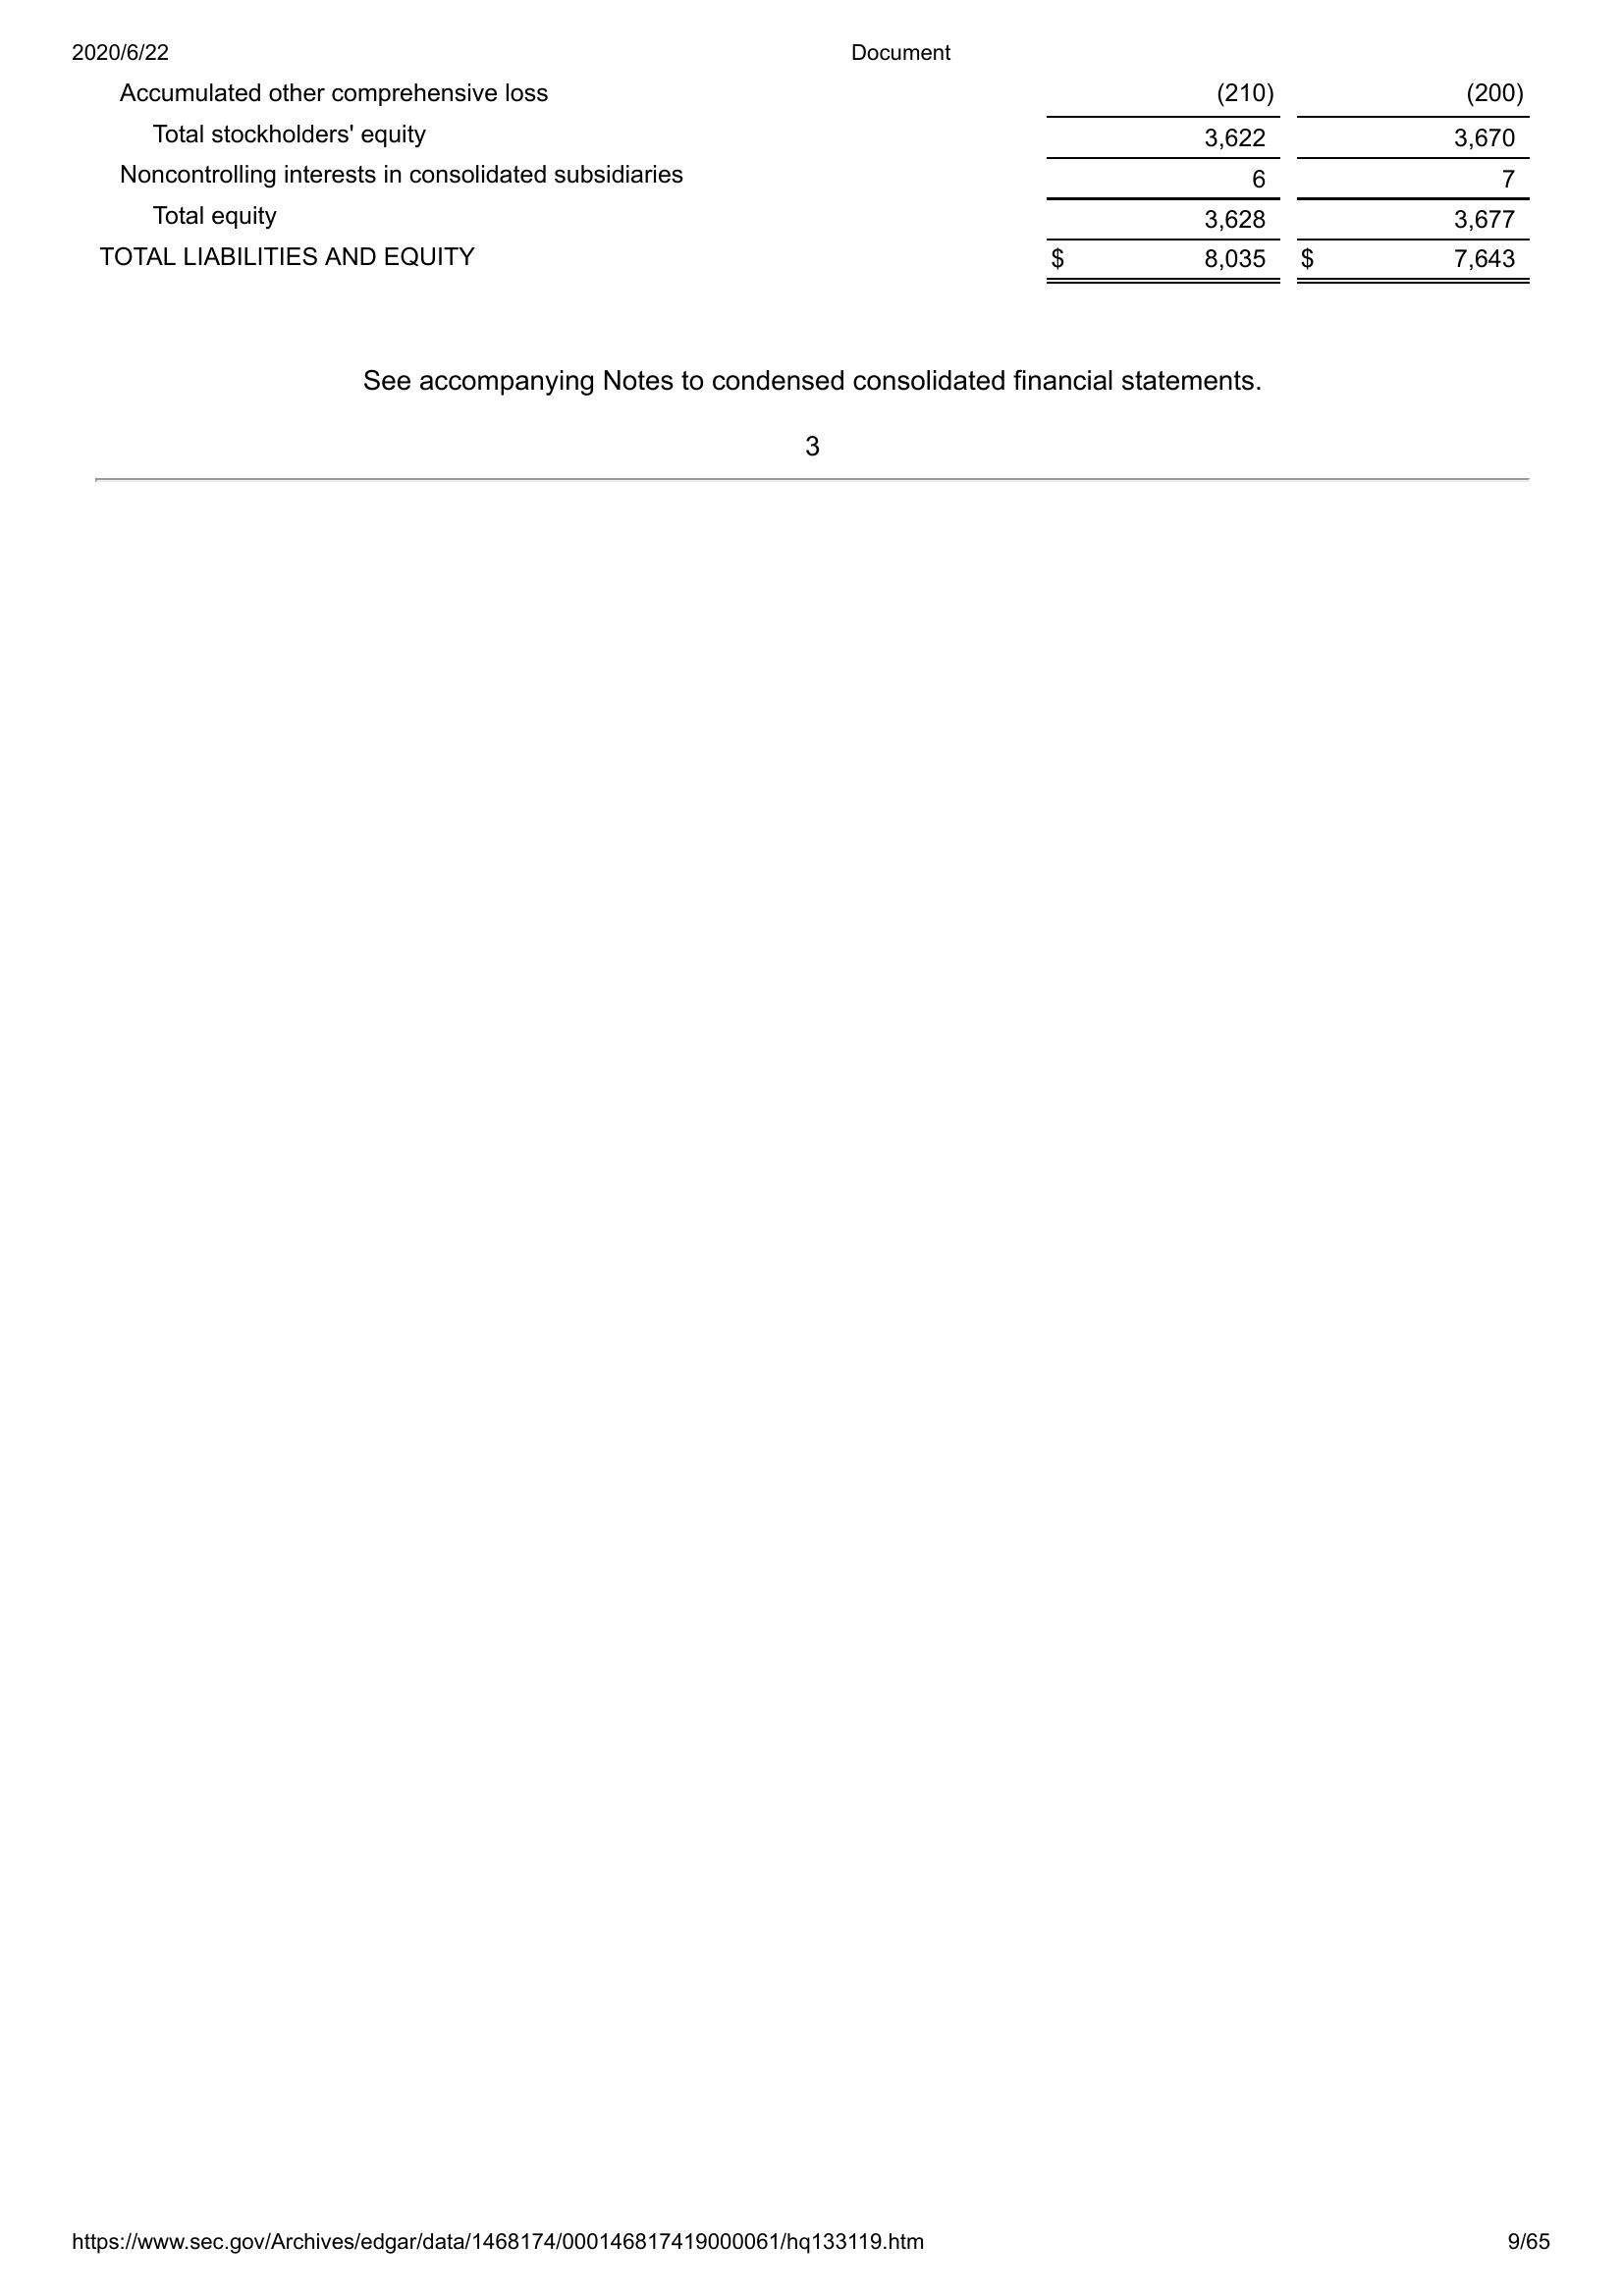 2020/6/22 Document
Accumulated other comprehensive loss (210) (200)
Total stockholders' equity 3,622 3,670
Noncontrolling interests in consolidated subsidiaries 6 7
Total equity 3,628 3,677
TOTAL LIABILITIES AND EQUITY $ 8,035 $ 7,643
See accompanying Notes to condensed consolidated financial statements.
3
https://www.sec.gov/Archives/edgar/data/1468174/000146817419000061/hq133119.htm 9/65